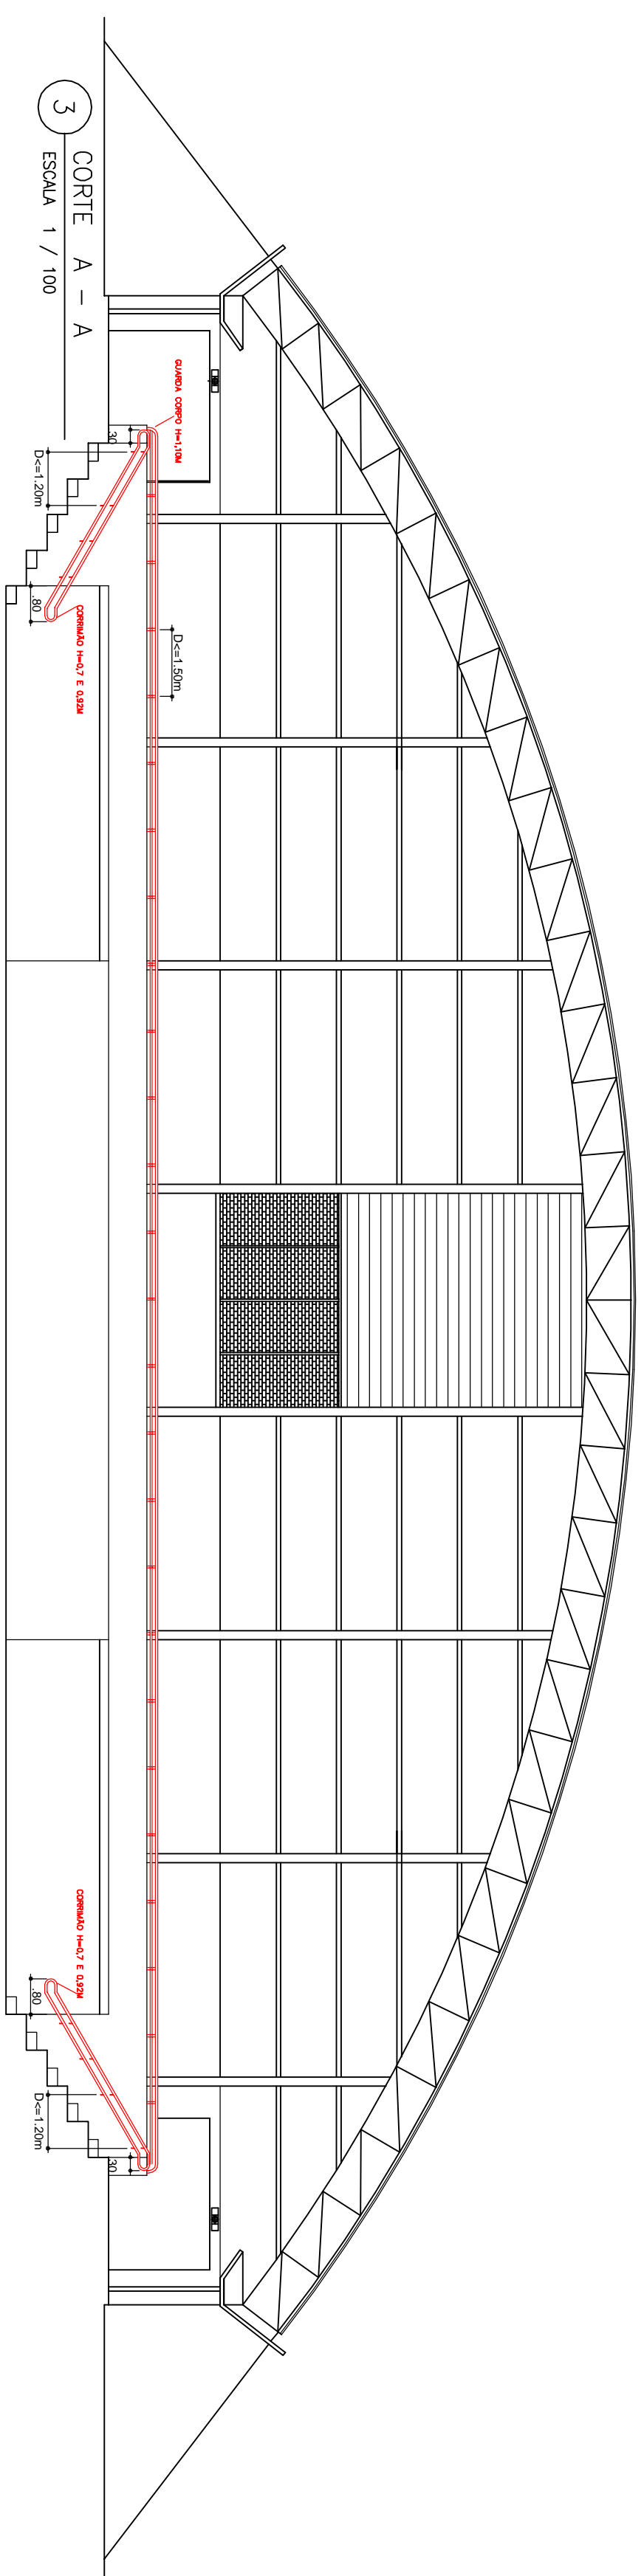 3
CORTE A – A
ESCALA 1 / 100
GUARDA CORPO H=1,10M
.30
D<=1.20m
.80
CORRIMÃO H=0,7 E 0,92M
D<=1.50m
CORRIMÃO H=0,7 E 0,92M
.80
D<=1.20m
.30